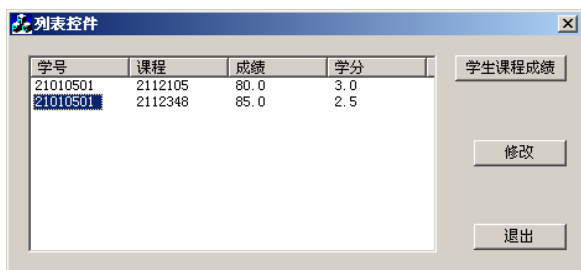 列表控件
学号 课程 成绩 学分 学生课程成绩
21010501 2112105 80.0 3.0
21010501 2112348 85.0 2.5
修改
退出